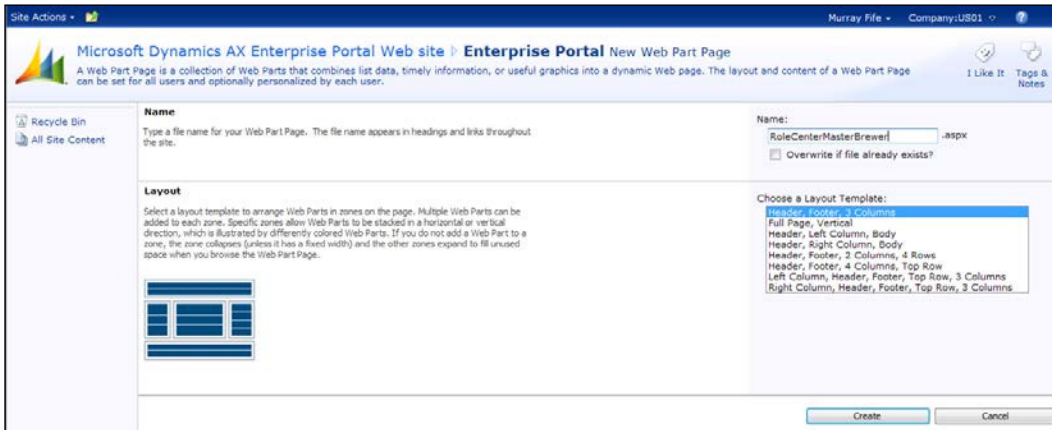 Site Actions
Murray Fife
Company:US01
Microsoft Dynamics AX Enterprise Portal Web site Enterprise Portal New Web Part Page
A Web Part Page is a collection of Web Parts that combines list data, timely information, or useful graphics into a dynamic Web page. The layout and content of a Web Part Page
can be set for all users and optionally personalized by each user.
I Like It
Tags &
Notes
Recycle Bin
All Site Content
Name
Type a file name for your Web Part Page. The file name appears in headings and links throughout
the site.
Name:
RoleCenterMasterBrewer .aspx
Overwrite if file already exists?
Layout
Select a layout template to arrange Web Parts in zones on the page. Multiple Web Parts can be
added to each zone. Specific zones allow Web Parts to be stacked in a horizontal or vertical
direction, which is illustrated by differently colored Web Parts. If you do not add a Web Part to a
zone, the zone collapses (unless it has a fixed width) and the other zones expand to fill unused
space when you browse the Web Part Page.
Choose a Layout Template:
Header, Footer, 3 Columns
Full Page, Vertical
Header, Left Column, Body
Header, Right Column, Body
Header, Footer, 2 Columns, 4 Rows
Header, Footer, 4 Columns, Top Row
Left Column, Header, Footer, Top Row, 3 Columns
Right Column, Header, Footer, Top Row, 3 Columns
Create
Cancel